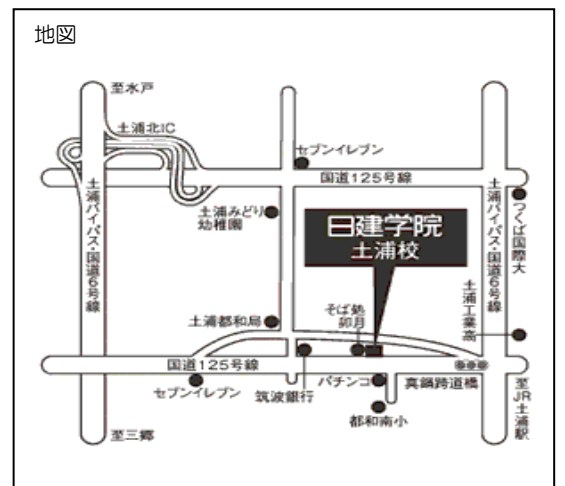 地図
至水戸
土浦北IC
セブンイレブン
国道125号線
土浦バイパス・国道6号線
土浦みどり
幼稚園
日建学院
土浦校
土浦バイパス・国道6号線
つくば国際大
土浦工業高
そば処
卯月
土浦都和局
国道125号線
セブンイレブン
筑波銀行
パチンコ
真鍋跨道橋
都和南小
至三郷
至JR土浦駅